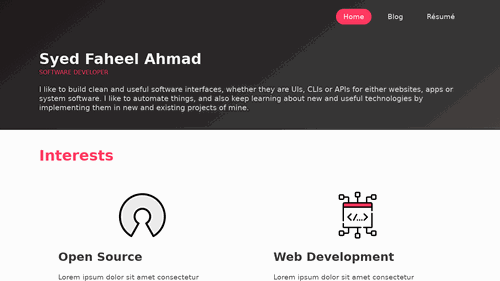 Home Blog Résumé
Syed Faheel Ahmad
SOFTWARE DEVELOPER
I like to build clean and useful software interfaces, whether they are UIs, CLIs or APIs for either websites, apps or
system software. I like to automate things, and also keep learning about new and useful technologies by
implementing them in new and existing projects of mine.
Interests
Open Source
Web Development
Lorem ipsum dolor sit amet consectetur
Lorem ipsum dolor sit amet consectetur